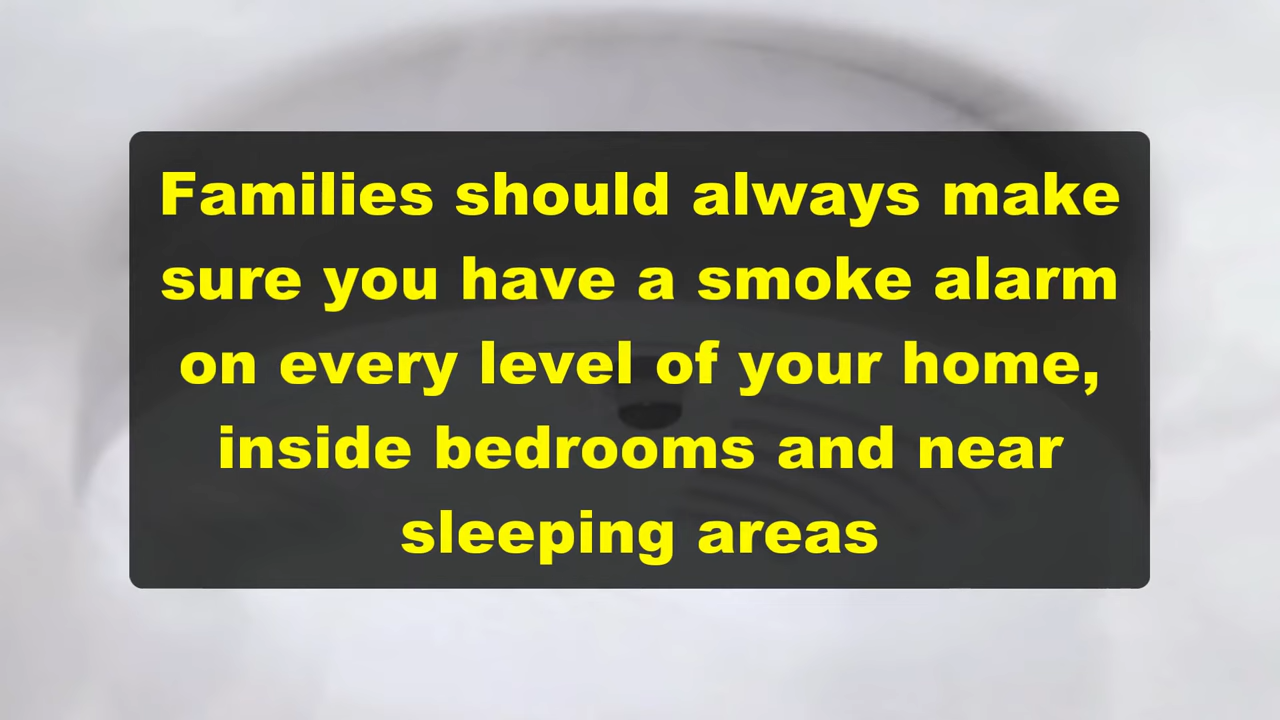 Families should always make
sure you have a smoke alarm
on every level of your home,
inside bedrooms and near
sleeping areas